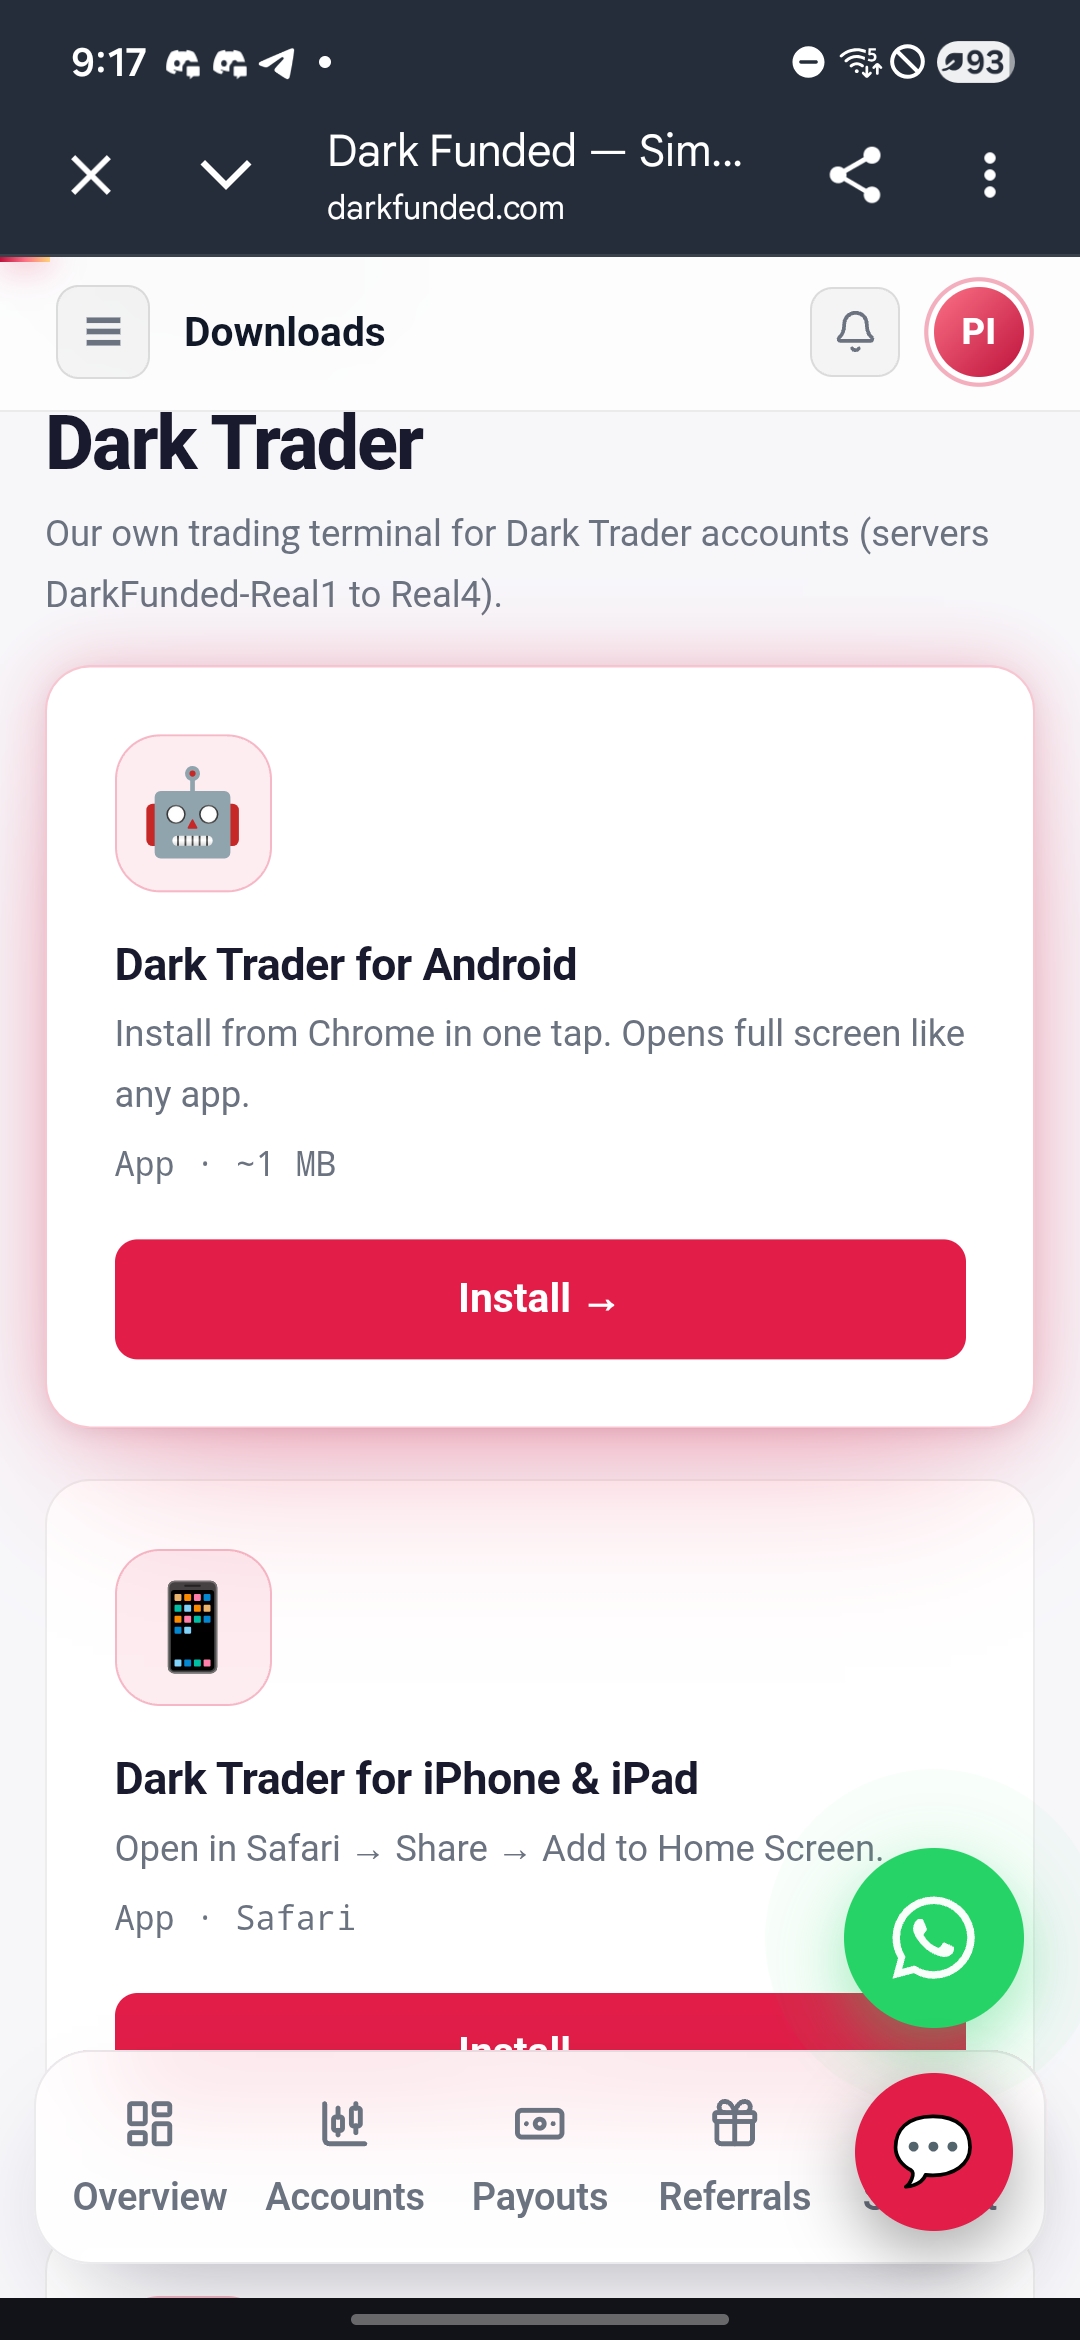 9:17
5
93
Dark Funded — Sim...
darkfunded.com
Downloads
PI
Dark Trader
Our own trading terminal for Dark Trader accounts (servers
DarkFunded-Real1 to Real4).
Dark Trader for Android
Install from Chrome in one tap. Opens full screen like
any app.
App · ~1 MB
Install →
Dark Trader for iPhone & iPad
Open in Safari → Share → Add to Home Screen.
App · Safari
Install
Overview
Accounts
Payouts
Referrals